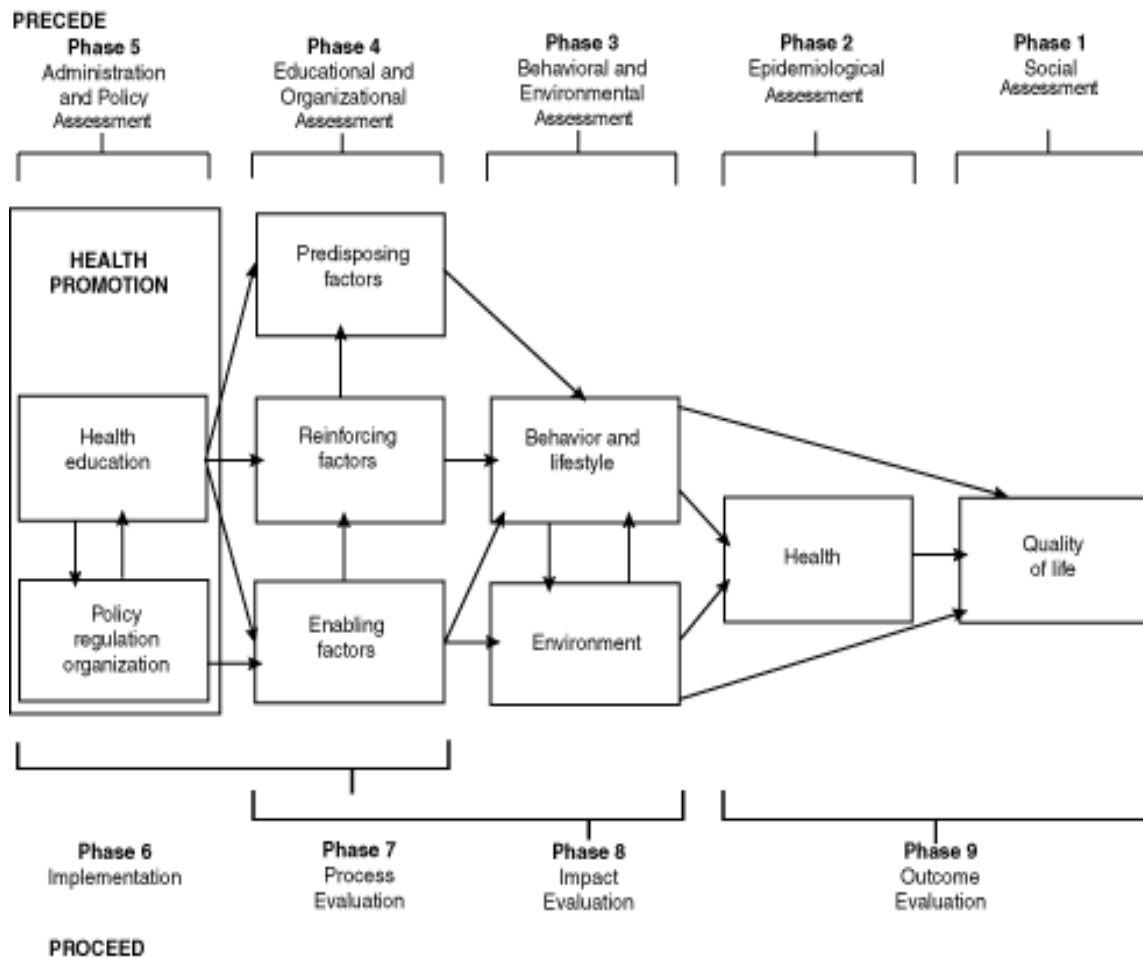 PRECEDE
Phase 5
Administration
and Policy
Assessment
Phase 4
Educational and
Organizational
Assessment
Phase 3
Behavioral and
Environmental
Assessment
Phase 2
Epidemiological
Assessment
Phase 1
Social
Assessment
HEALTH
PROMOTION
Health
education
Policy
regulation
organization
Predisposing
factors
Reinforcing
factors
Enabling
factors
Behavior and
lifestyle
Environment
Health
Quality
of life
Phase 6
Implementation
Phase 7
Process
Evaluation
Phase 8
Impact
Evaluation
Phase 9
Outcome
Evaluation
PROCEED